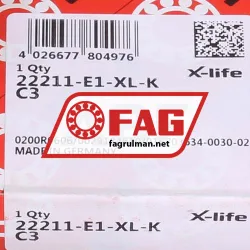 4 026677 804976
1 Qty
22211-E1-XL-K
C3
X-life
FAG
fagrulman.net
MADE IN GERMANY
1 Qty
22211-E1-XL-K
C3
X-life